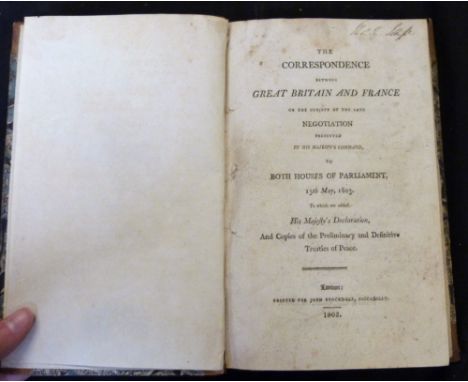 THE
CORRESPONDENCE
BETWEEN
GREAT BRITAIN AND FRANCE
ON THE SUBJECT OF THE LATE
NEGOTIATION
PRESENTED
BY HIS MAJESTY'S COMMAND,
TO
BOTH HOUSES OF PARLIAMENT,
May, 1803.
To which are added,
His Majesty's Declaration,
And Copies of the Preliminary and Definitive
Treaties of Peace.
London:
PRINTED FOR JOHN STOCKDALE, PICCADILLY.